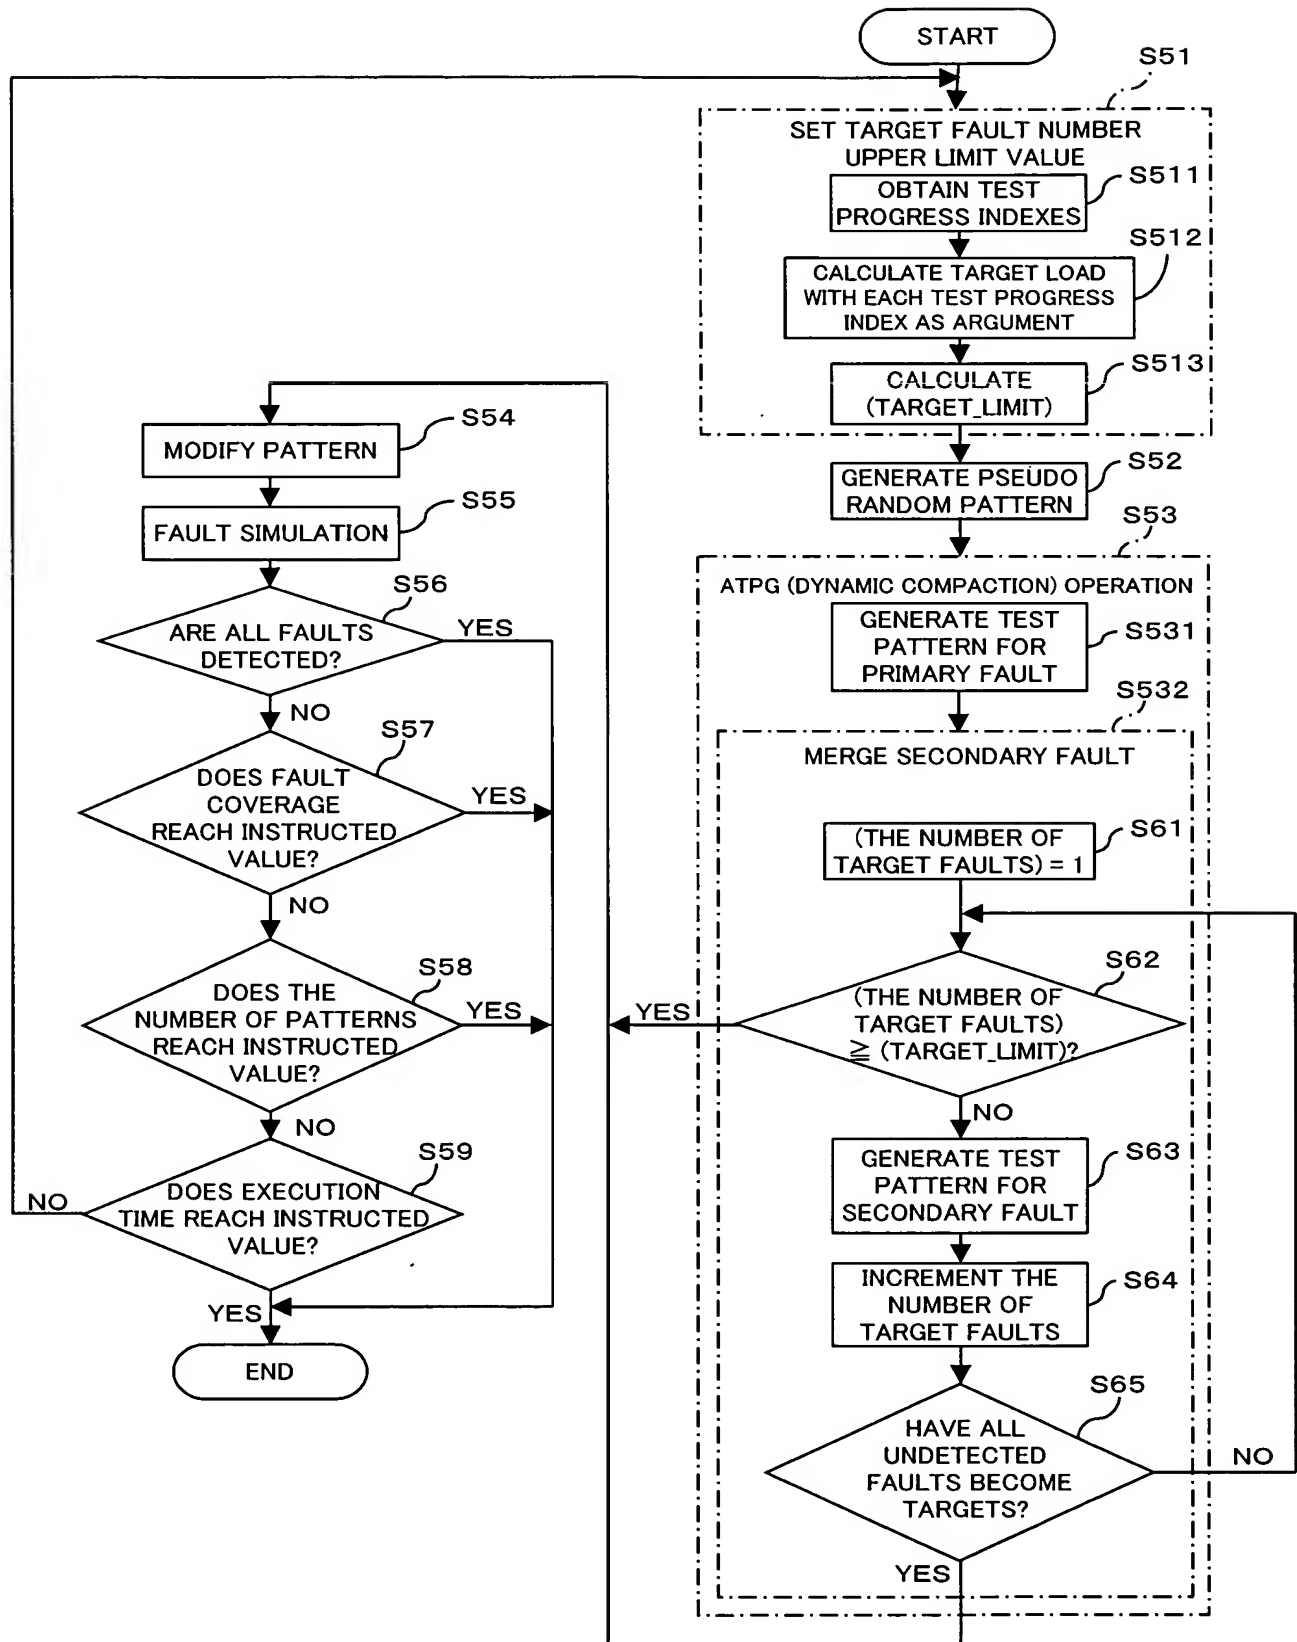 START
S51
SET TARGET FAULT NUMBER
UPPER LIMIT VALUE
S511
OBTAIN TEST
PROGRESS INDEXES
S512
CALCULATE TARGET LOAD
WITH EACH TEST PROGRESS
INDEX AS ARGUMENT
S513
CALCULATE
(TARGET_LIMIT)
S52
GENERATE PSEUDO
RANDOM PATTERN
S53
ATPG (DYNAMIC COMPACTION) OPERATION
S531
GENERATE TEST
PATTERN FOR
PRIMARY FAULT
S532
MERGE SECONDARY FAULT
S61
(THE NUMBER OF
TARGET FAULTS) = 1
S62
(THE NUMBER OF
TARGET FAULTS)
≧ (TARGET_LIMIT)?
YES
NO
S63
GENERATE TEST
PATTERN FOR
SECONDARY FAULT
S64
INCREMENT THE
NUMBER OF
TARGET FAULTS
S65
HAVE ALL
UNDETECTED
FAULTS BECOME
TARGETS?
NO
YES
S54
MODIFY PATTERN
S55
FAULT SIMULATION
S56
ARE ALL FAULTS
DETECTED?
YES
NO
S57
DOES FAULT
COVERAGE
REACH INSTRUCTED
VALUE?
YES
NO
S58
DOES THE
NUMBER OF PATTERNS
REACH INSTRUCTED
VALUE?
YES
NO
S59
DOES EXECUTION
TIME REACH INSTRUCTED
VALUE?
NO
YES
END